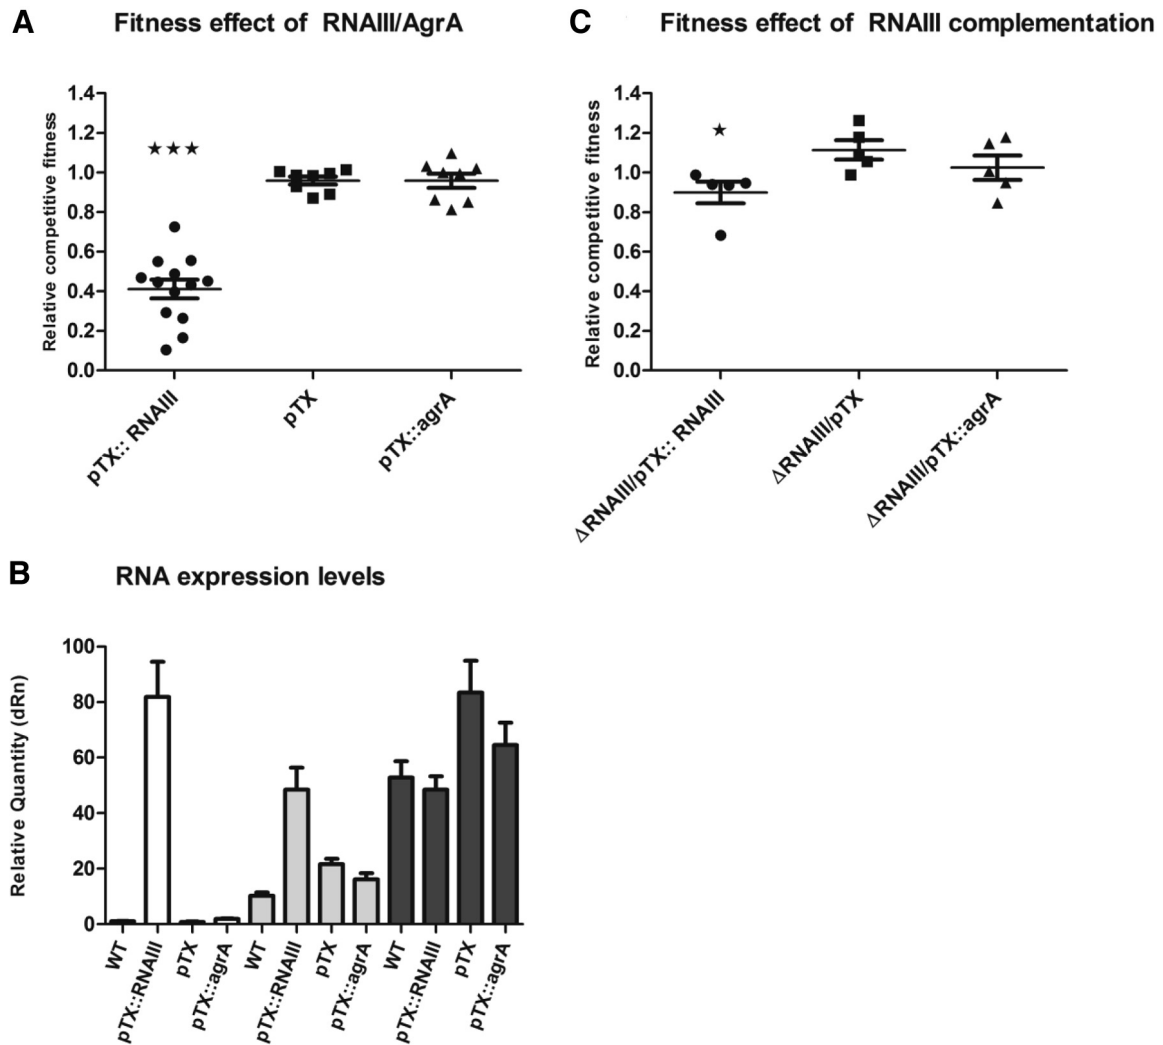 A
Fitness effect of RNAIII/AgrA
Relative competitive fitness
1.4
1.2
1.0
0.8
0.6
0.4
0.2
0.0
★★★
pTX:: RNAIII
pTX
pTX::agrA
C
Fitness effect of RNAIII complementation
Relative competitive fitness
1.4
1.2
1.0
0.8
0.6
0.4
0.2
0.0
★
ΔRNAIII/pTX:: RNAIII
ΔRNAIII/pTX
ΔRNAIII/pTX::agrA
B
RNA expression levels
Relative Quantity (dRn)
100
80
60
40
20
0
WT
pTX::RNAIII
pTX
pTX::agrA
WT
pTX::RNAIII
pTX
pTX::agrA
WT
pTX::RNAIII
pTX
pTX::agrA